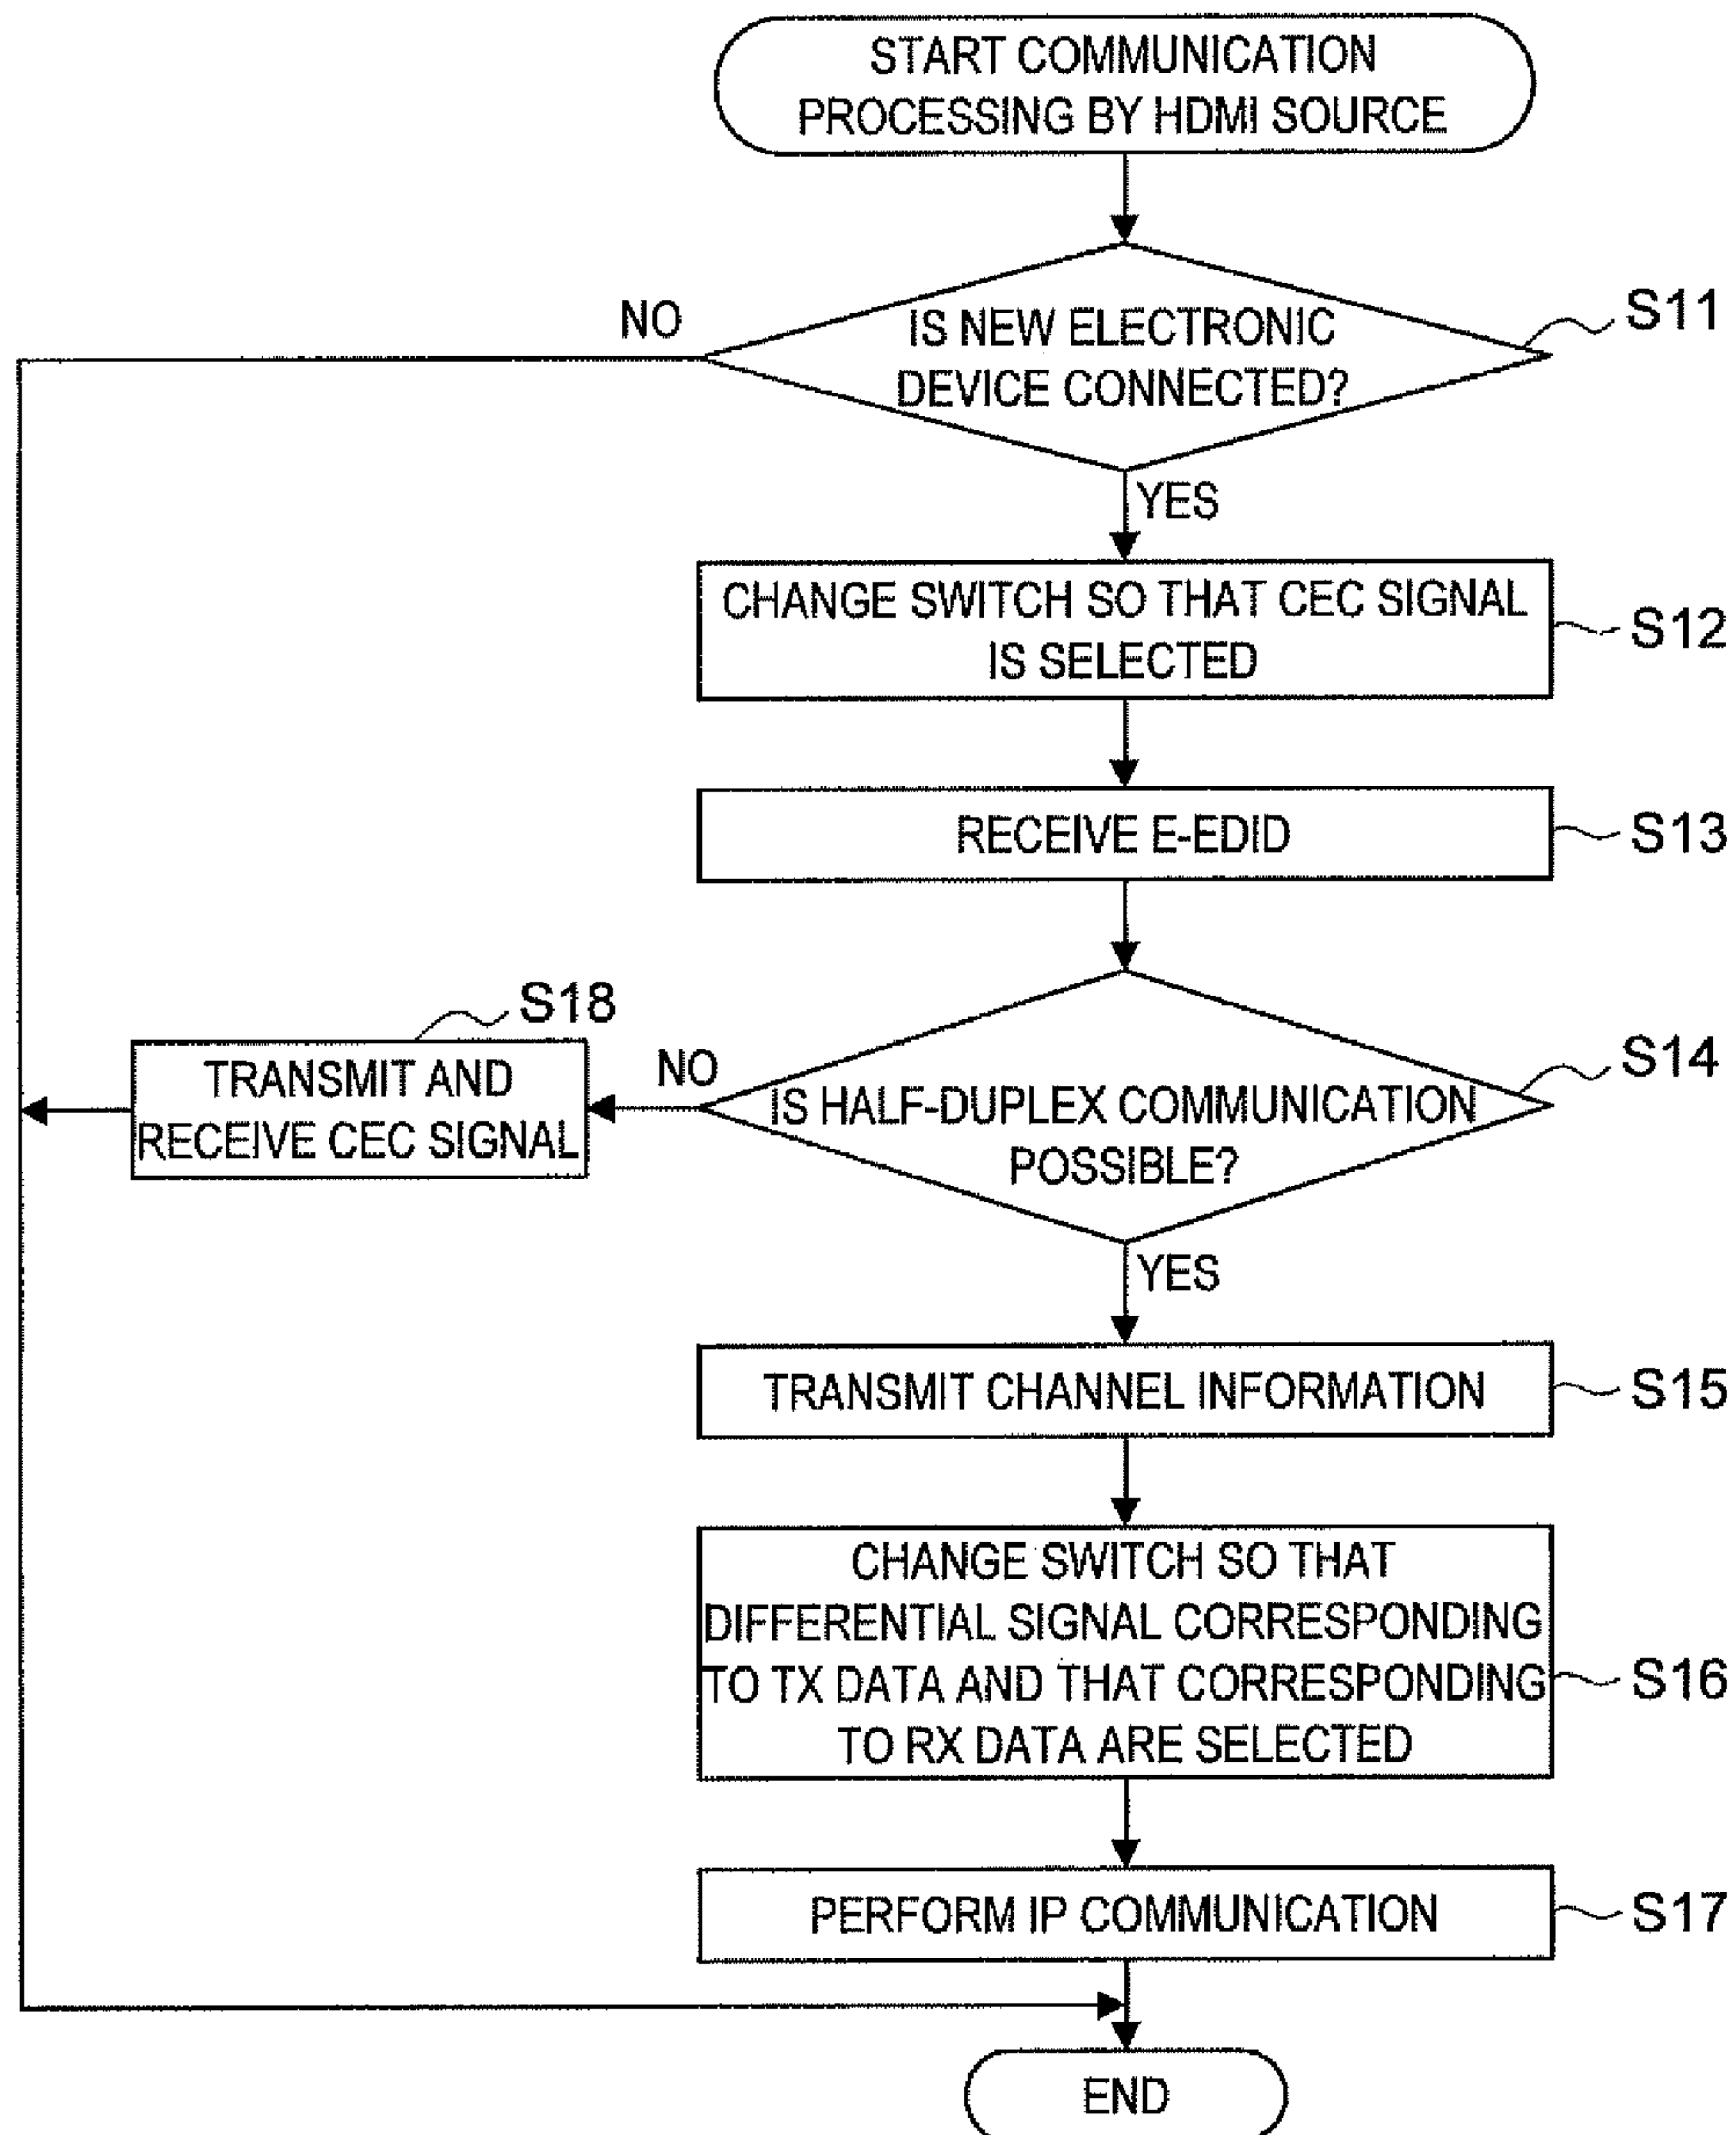 START COMMUNICATION
PROCESSING BY HDMI SOURCE
NO
IS NEW ELECTRONIC
DEVICE CONNECTED?
S11
YES
CHANGE SWITCH SO THAT CEC SIGNAL
IS SELECTED
S12
RECEIVE E-EDID
S13
S18
TRANSMIT AND
RECEIVE CEC SIGNAL
NO
IS HALF-DUPLEX COMMUNICATION
POSSIBLE?
S14
YES
TRANSMIT CHANNEL INFORMATION
S15
CHANGE SWITCH SO THAT
DIFFERENTIAL SIGNAL CORRESPONDING
TO TX DATA AND THAT CORRESPONDING
TO RX DATA ARE SELECTED
S16
PERFORM IP COMMUNICATION
S17
END